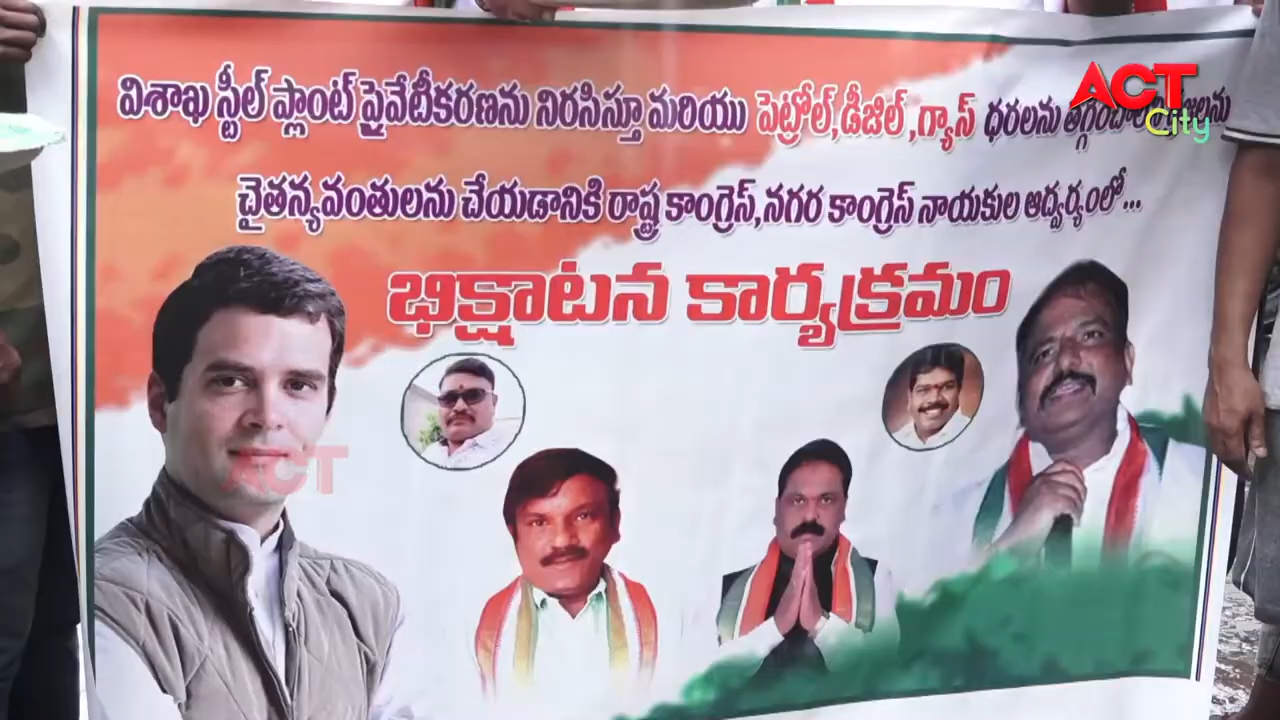 విశాఖ స్టీల్ ప్లాంట్ ప్రైవేటీకరణను నిరసిస్తూ మరియు పెట్రోల్,డీజిల్,గ్యాస్ ధరలను
చైతన్యవంతులను చేయడానికి రాష్ట్ర కాంగ్రెస్,నగర కాంగ్రెస్ నాయకుల ఆధ్వర్యంలో...
భిక్షాటన కార్యక్రమం
ACT
City
ACT